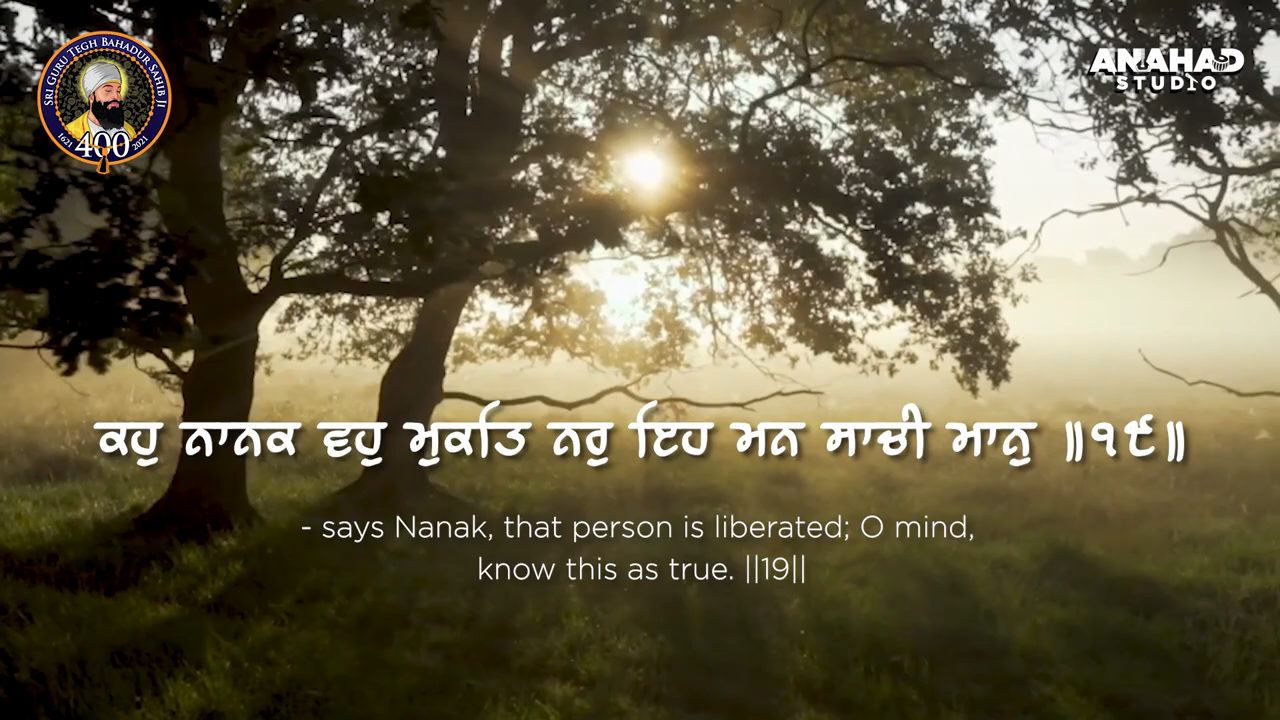 SRI GURU TEGH BAHADUR SAHIB JI
1621 400 2021
ANAHAD
STUDIO
ਕਹੁ ਨਾਨਕ ਵਹੁ ਮੁਕਤਿ ਨਰੁ ਇਹ ਮਨ ਸਾਚੀ ਮਾਨੁ ॥੧੯॥
- says Nanak, that person is liberated; O mind,
know this as true. ||19||